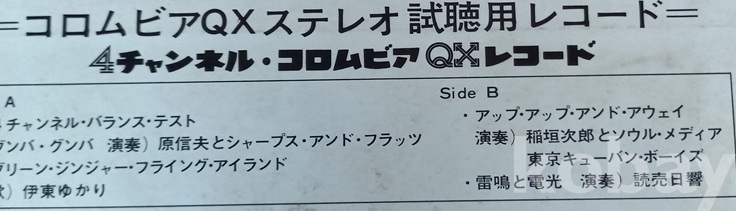 =コロムビアQXステレオ試聴用レコード=
4チャンネル・コロムビアQXレコード
A
チャンネル・バランス・テスト
ンバ・グンバ 演奏)原信夫とシャープス・アンド・フラッツ
グリーン・ジンジャー・フライング・アイランド
伊東ゆかり
Side B
・アップ・アップ・アンド・アウェイ
演奏)稲垣次郎とソウル・メディア
東京キューバン・ボーイズ
・雷鳴と電光 演奏)読売日響
kobay